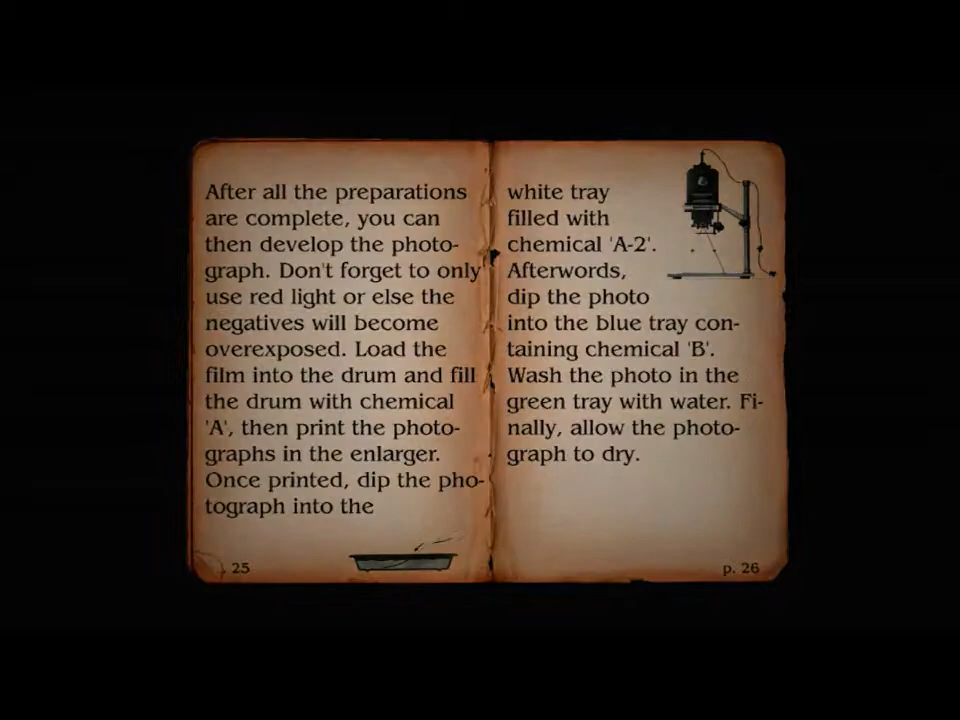 After all the preparations
are complete, you can
then develop the photo-
graph. Don't forget to only
use red light or else the
negatives will become
overexposed. Load the
film into the drum and fill
the drum with chemical
'A', then print the photo-
graphs in the enlarger.
Once printed, dip the pho-
tograph into the
. 25
white tray
filled with
chemical 'A-2'.
Afterwords,
dip the photo
into the blue tray con-
taining chemical 'B'.
Wash the photo in the
green tray with water. Fi-
nally, allow the photo-
graph to dry.
p. 26